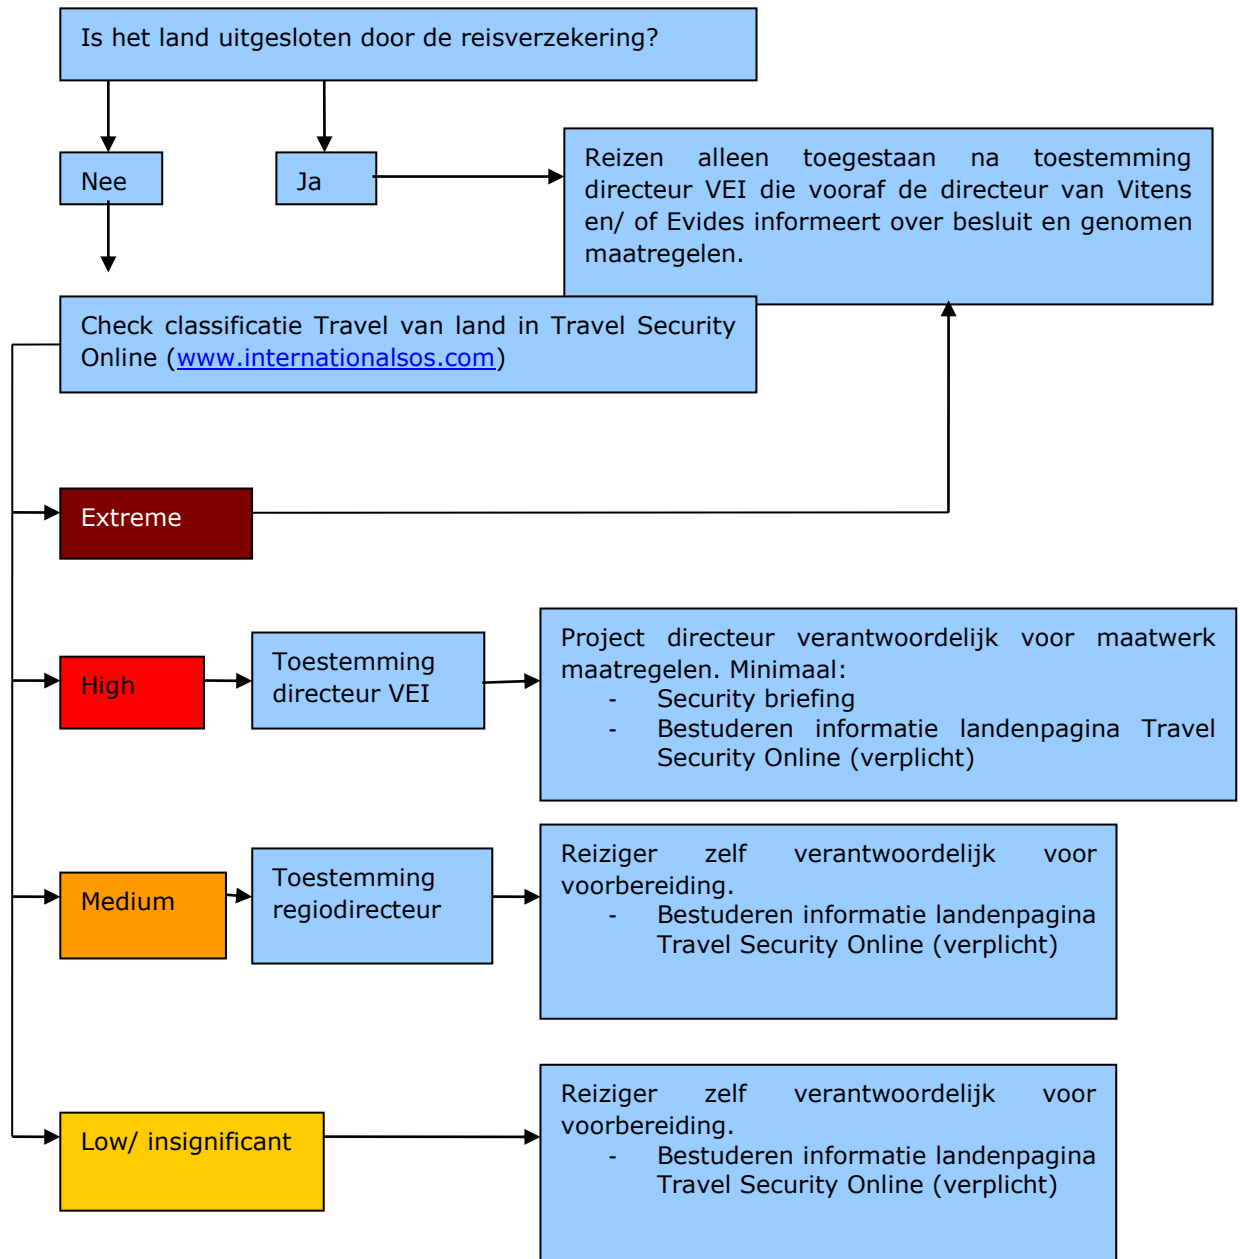 Is het land uitgesloten door de reisverzekering?
Nee
Ja
Reizen alleen toegestaan na toestemming
directeur VEI die vooraf de directeur van Vitens
en/ of Evides informeert over besluit en genomen
maatregelen.
Check classificatie Travel van land in Travel Security
Online (www.internationalsos.com)
Extreme
High
Toestemming
directeur VEI
Project directeur verantwoordelijk voor maatwerk
maatregelen. Minimaal:
- Security briefing
- Bestuderen informatie landenpagina Travel
Security Online (verplicht)
Medium
Toestemming
regiodirecteur
Reiziger zelf verantwoordelijk voor
voorbereiding.
- Bestuderen informatie landenpagina
Travel Security Online (verplicht)
Low/ insignificant
Reiziger zelf verantwoordelijk voor
voorbereiding.
- Bestuderen informatie landenpagina
Travel Security Online (verplicht)